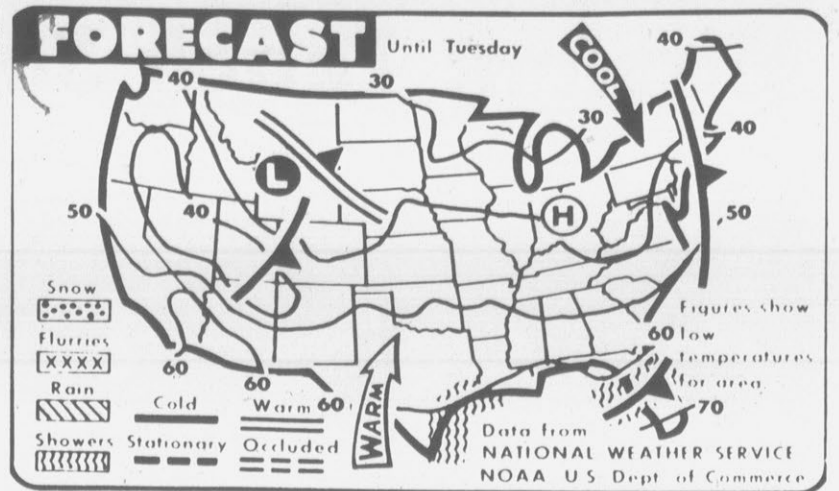 FORECAST
Until Tuesday
COOL
40
40
30
30
40
L
H
50
40
50
Snow
Flurries
XXXX
Rain
Showers
60
60
60
Cold
Warm
Stationary
Occluded
WARM
Figures show
60 low
temperatures
for area
70
Data from
NATIONAL WEATHER SERVICE
NOAA US Dept of Commerce